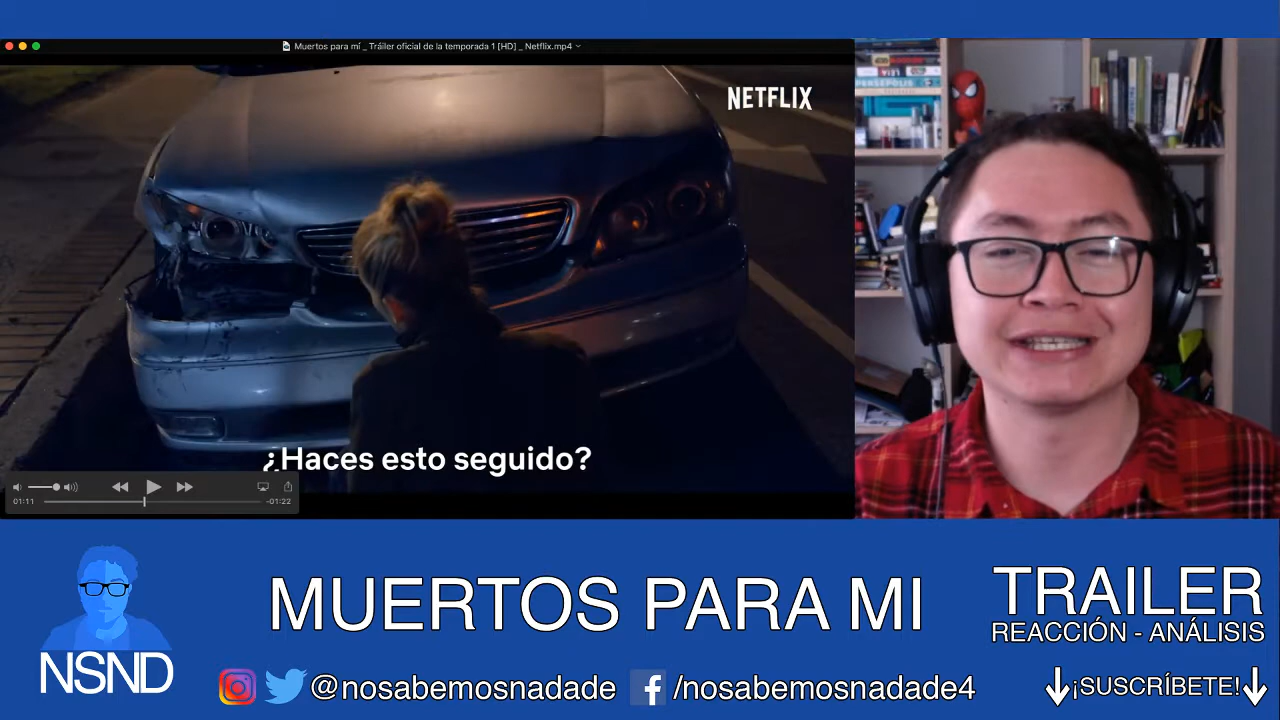 Muertos para mí _ Tráiler oficial de la temporada 1 [HD] _ Netflix.mp4
NETFLIX
PERSEPOLIS
¿Haces esto seguido?
01:11
-01:22
MUERTOS PARA MI
TRAILER
REACCIÓN - ANÁLISIS
NSND
@nosabemosnadade
/nosabemosnadade4
¡SUSCRÍBETE!